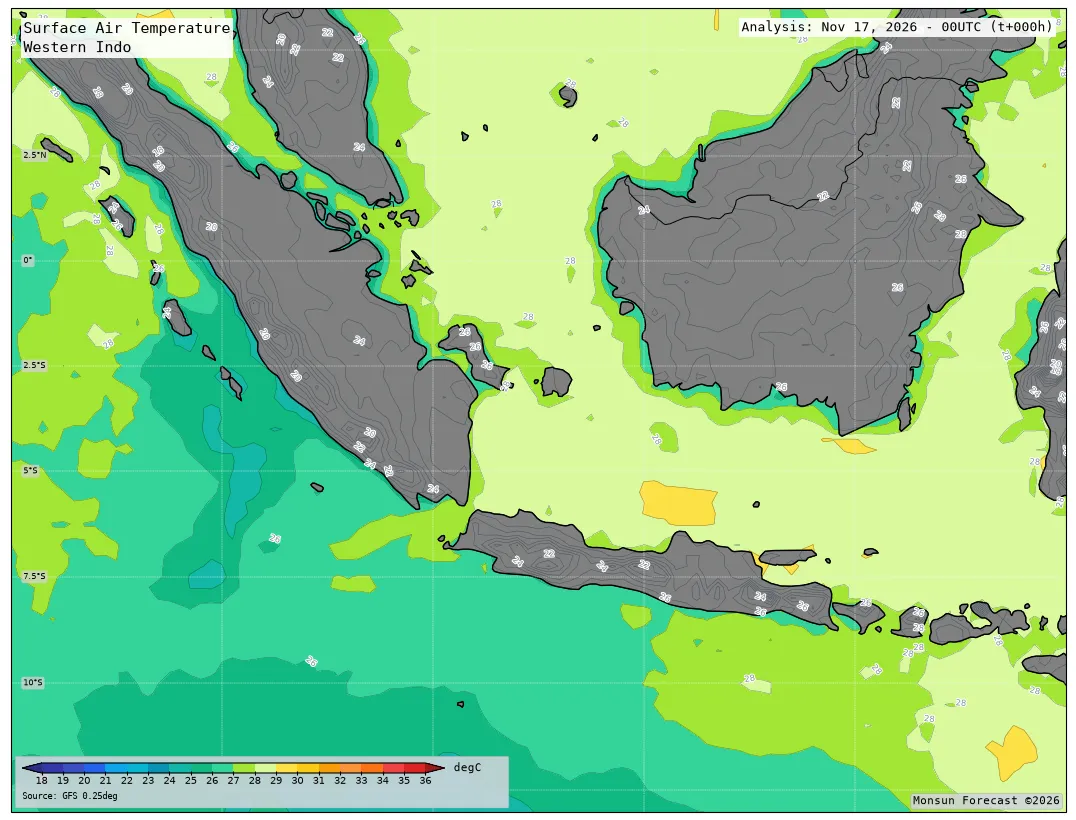 Surface Air Temperature
Western Indo
Analysis: Nov 17, 2026 - 00UTC (t+000h)
2.5°N
0°
2.5°S
5°S
7.5°S
10°S
18 19 20 21 22 23 24 25 26 27 28 29 30 31 32 33 34 35 36 degC
Source: GFS 0.25deg
Monsun Forecast ©2026